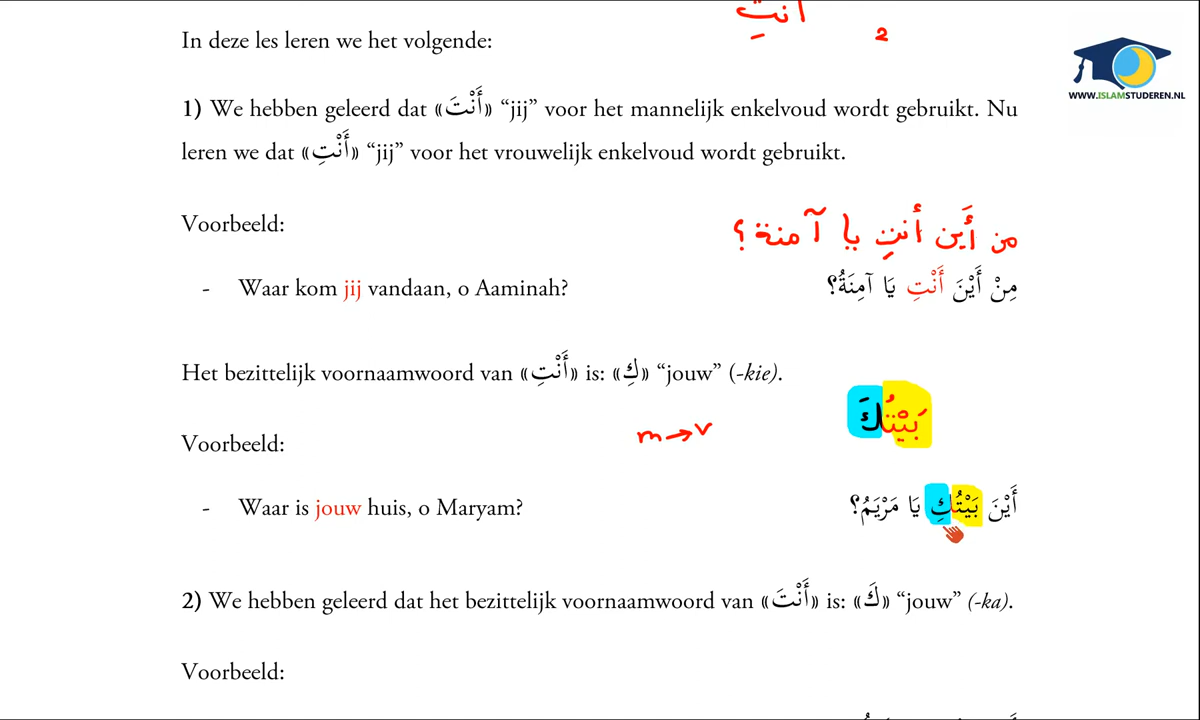 أنتِ
2
In deze les leren we het volgende:
WWW.ISLAMSTUDEREN.NL
1) We hebben geleerd dat «أَنْتَ» “jij” voor het mannelijk enkelvoud wordt gebruikt. Nu
leren we dat «أَنْتِ» “jij” voor het vrouwelijk enkelvoud wordt gebruikt.
Voorbeeld:
من أَين أنتِ يا آمنة؟
- Waar kom jij vandaan, o Aaminah?
مِنْ أَيْنَ أَنْتِ يَا آمِنَةُ؟
Het bezittelijk voornaamwoord van «أَنْتِ» is: «كِ» “jouw” (-kie).
بَيْتُكَ
m→v
Voorbeeld:
- Waar is jouw huis, o Maryam?
أَيْنَ بَيْتُكِ يَا مَرْيَمُ؟
2) We hebben geleerd dat het bezittelijk voornaamwoord van «أَنْتَ» is: «كَ» “jouw” (-ka).
Voorbeeld: